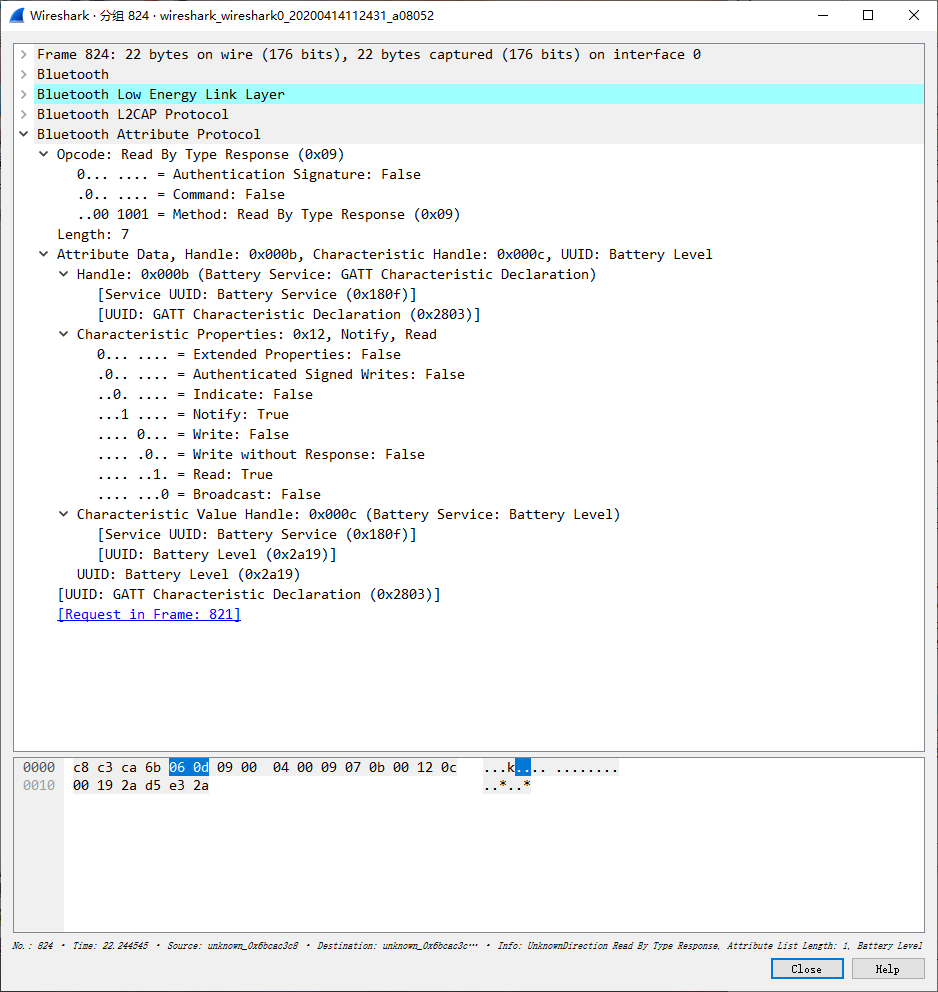 Wireshark · 分组 824 · wireshark_wireshark0_20200414112431_a08052
Frame 824: 22 bytes on wire (176 bits), 22 bytes captured (176 bits) on interface 0
Bluetooth
Bluetooth Low Energy Link Layer
Bluetooth L2CAP Protocol
Bluetooth Attribute Protocol
Opcode: Read By Type Response (0x09)
0... .... = Authentication Signature: False
.0.. .... = Command: False
..00 1001 = Method: Read By Type Response (0x09)
Length: 7
Attribute Data, Handle: 0x000b, Characteristic Handle: 0x000c, UUID: Battery Level
Handle: 0x000b (Battery Service: GATT Characteristic Declaration)
[Service UUID: Battery Service (0x180f)]
[UUID: GATT Characteristic Declaration (0x2803)]
Characteristic Properties: 0x12, Notify, Read
0... .... = Extended Properties: False
.0.. .... = Authenticated Signed Writes: False
..0. .... = Indicate: False
...1 .... = Notify: True
.... 0... = Write: False
.... .0.. = Write without Response: False
.... ..1. = Read: True
.... ...0 = Broadcast: False
Characteristic Value Handle: 0x000c (Battery Service: Battery Level)
[Service UUID: Battery Service (0x180f)]
[UUID: Battery Level (0x2a19)]
UUID: Battery Level (0x2a19)
[UUID: GATT Characteristic Declaration (0x2803)]
[Request in Frame: 821]
0000 c8 c3 ca 6b 06 0d 09 00 04 00 09 07 0b 00 12 0c ...k.... ........
0010 00 19 2a d5 e3 2a ..*..*
No.: 824 · Time: 22.244545 · Source: unknown_0x6bcac3c8 · Destination: unknown_0x6bcac3c… · Info: UnknownDirection Read By Type Response, Attribute List Length: 1, Battery Level
Close Help